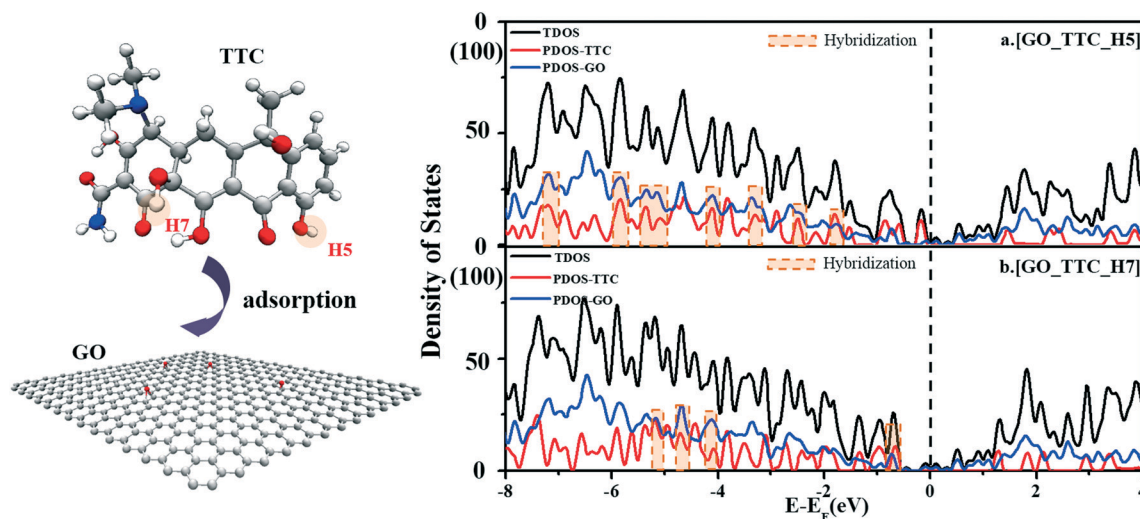 TTC
H7
H5
adsorption
GO
Density of States
0
(100)
50
0
TDOS
PDOS-TTC
PDOS-GO
Hybridization
a.[GO_TTC_H5]
(100)
50
0
TDOS
PDOS-TTC
PDOS-GO
Hybridization
b.[GO_TTC_H7]
-8 -6 -4 -2 0 2 4
E-E_F(eV)